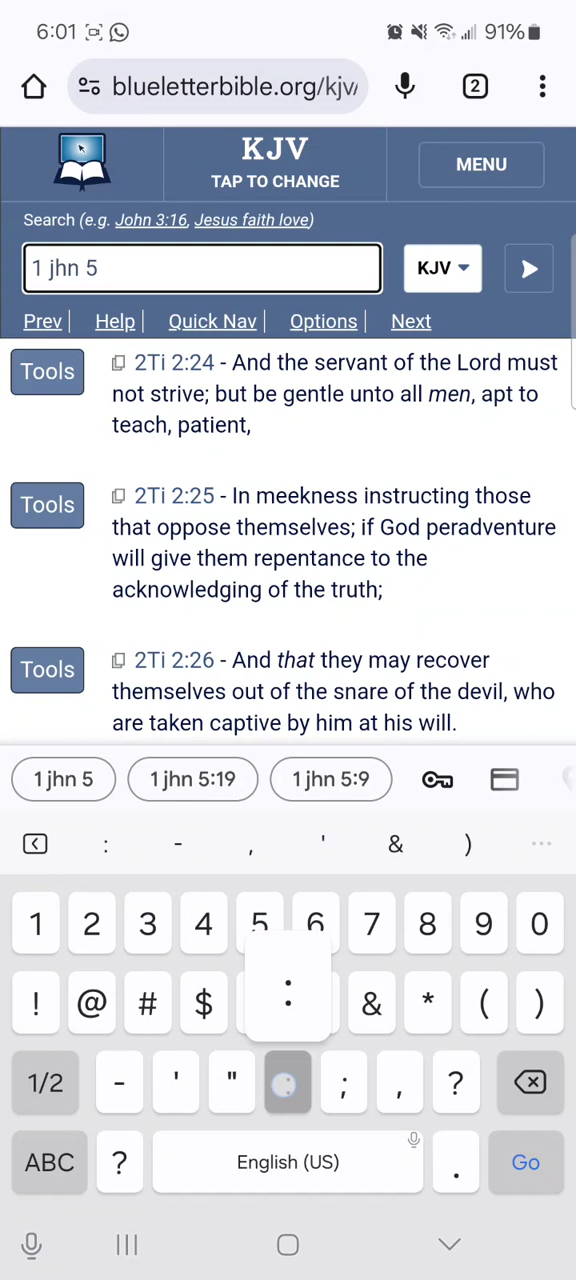 6:01 91%
blueletterbible.org/kjv/ 2
KJV
TAP TO CHANGE
MENU
Search (e.g. John 3:16, Jesus faith love)
1 jhn 5 KJV
Prev | Help | Quick Nav | Options | Next
Tools 2Ti 2:24 - And the servant of the Lord must
not strive; but be gentle unto all men, apt to
teach, patient,
Tools 2Ti 2:25 - In meekness instructing those
that oppose themselves; if God peradventure
will give them repentance to the
acknowledging of the truth;
Tools 2Ti 2:26 - And that they may recover
themselves out of the snare of the devil, who
are taken captive by him at his will.
1 jhn 5 1 jhn 5:19 1 jhn 5:9
: - , ' & ) ...
1 2 3 4 5 6 7 8 9 0
! @ # $ : & * ( )
1/2 - ' " : ; , ?
ABC ? English (US) . Go